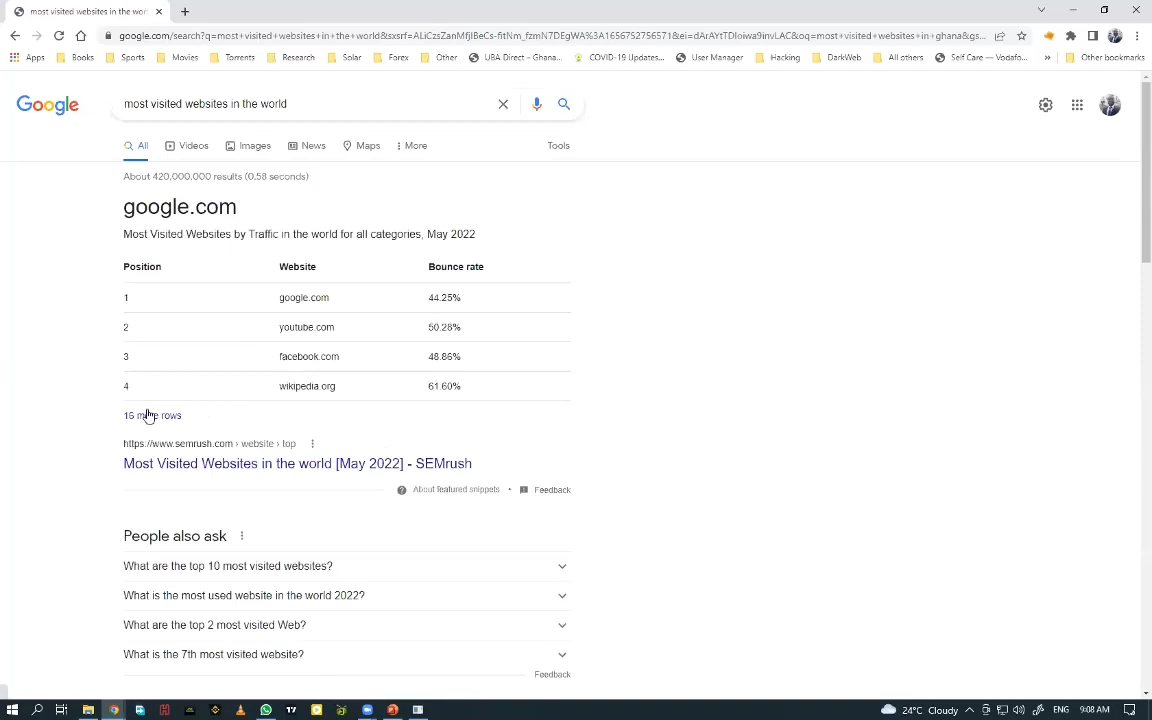 most visited websites in the wor
google.com/search?q=most+visited+websites+in+the+world&sxsrf=ALiCzsZanMfjIBeCs-fitNm_fzmN7DEgWA%3A1656752756571&ei=dArAYtTDIoiwa9invLAC&oq=most+visited+websites+in+ghana&gs...
Apps Books Sports Movies Torrents Research Solar Forex Other UBA Direct – Ghana... COVID-19 Updates... User Manager Hacking DarkWeb All others Self Care — Vodafo... » Other bookmarks
Google most visited websites in the world
All Videos Images News Maps More Tools
About 420,000,000 results (0.58 seconds)
google.com
Most Visited Websites by Traffic in the world for all categories, May 2022
Position Website Bounce rate
1 google.com 44.25%
2 youtube.com 50.28%
3 facebook.com 48.86%
4 wikipedia.org 61.60%
16 more rows
https://www.semrush.com › website › top
Most Visited Websites in the world [May 2022] - SEMrush
About featured snippets • Feedback
People also ask
What are the top 10 most visited websites?
What is the most used website in the world 2022?
What are the top 2 most visited Web?
What is the 7th most visited website?
Feedback
24°C Cloudy ENG 9:08 AM